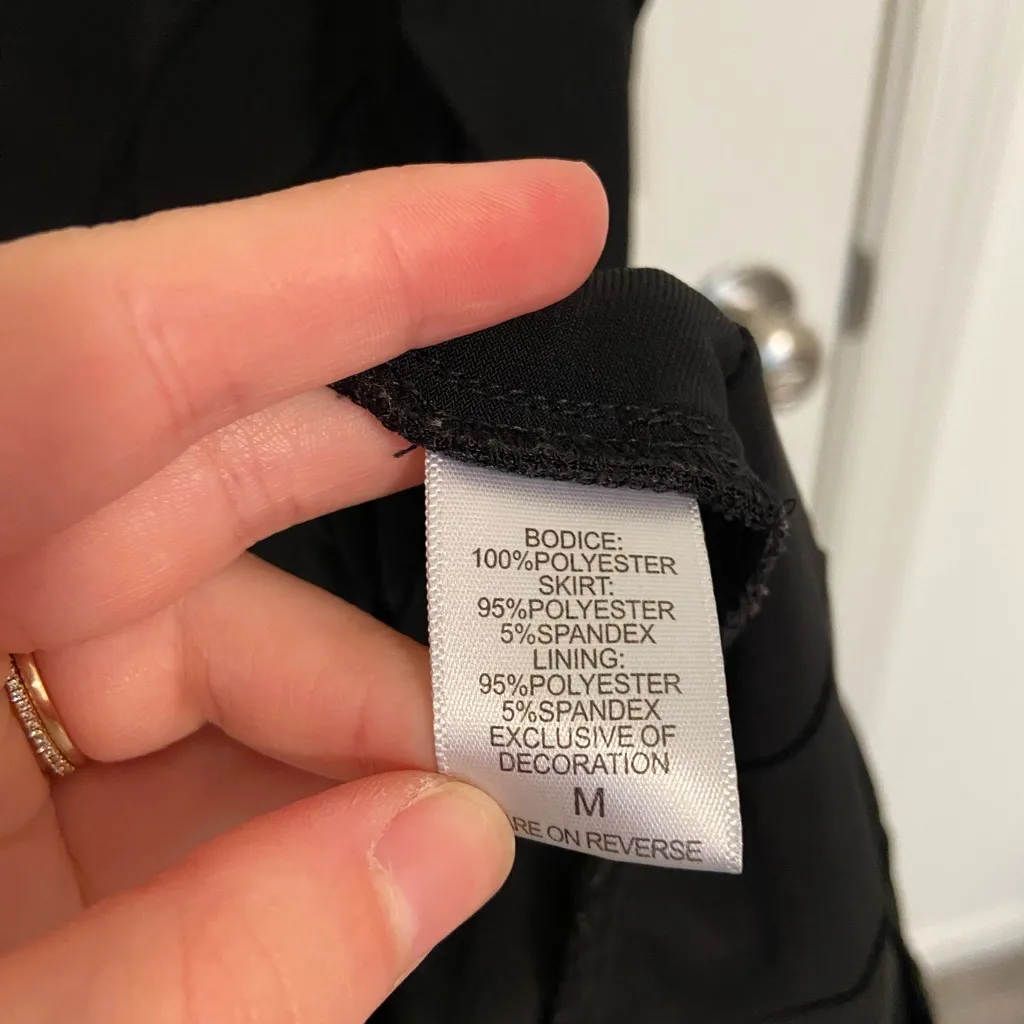 BODICE:
100%POLYESTER
SKIRT:
95%POLYESTER
5%SPANDEX
LINING:
95%POLYESTER
5%SPANDEX
EXCLUSIVE OF
DECORATION
M
ON REVERSE